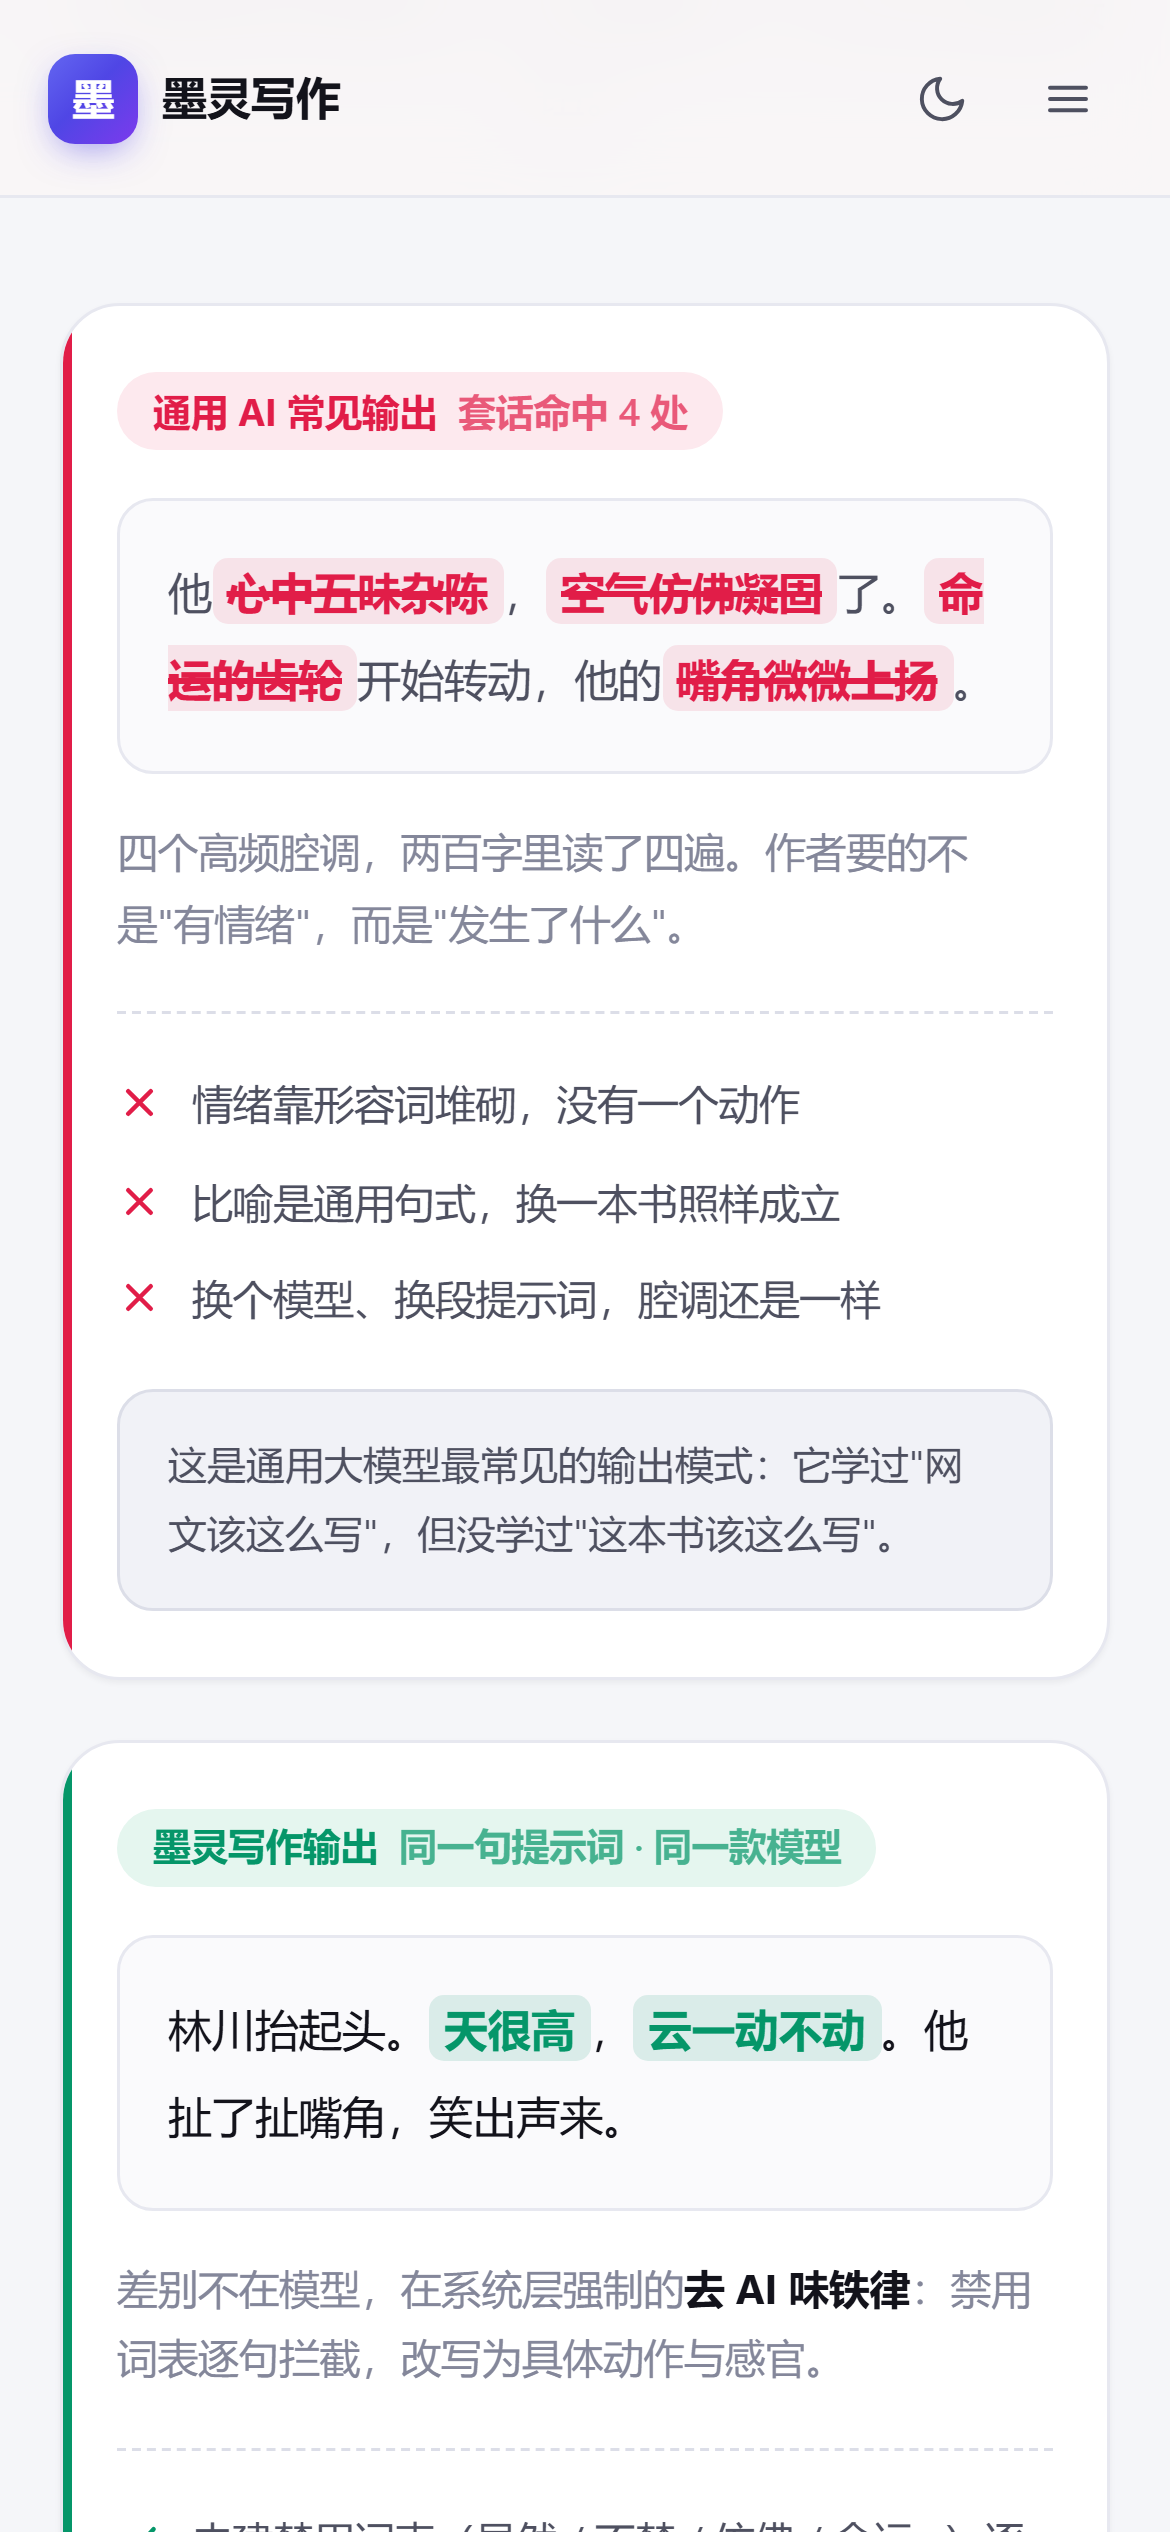 墨 墨灵写作
通用 AI 常见输出 套话命中 4 处
他心中五味杂陈，空气仿佛凝固了。命
运的齿轮开始转动，他的嘴角微微上扬。
四个高频腔调，两百字里读了四遍。作者要的不
是"有情绪"，而是"发生了什么"。
情绪靠形容词堆砌，没有一个动作
比喻是通用句式，换一本书照样成立
换个模型、换段提示词，腔调还是一样
这是通用大模型最常见的输出模式：它学过"网
文该这么写"，但没学过"这本书该这么写"。
墨灵写作输出 同一句提示词 · 同一款模型
林川抬起头。天很高，云一动不动。他
扯了扯嘴角，笑出声来。
差别不在模型，在系统层强制的去 AI 味铁律：禁用
词表逐句拦截，改写为具体动作与感官。